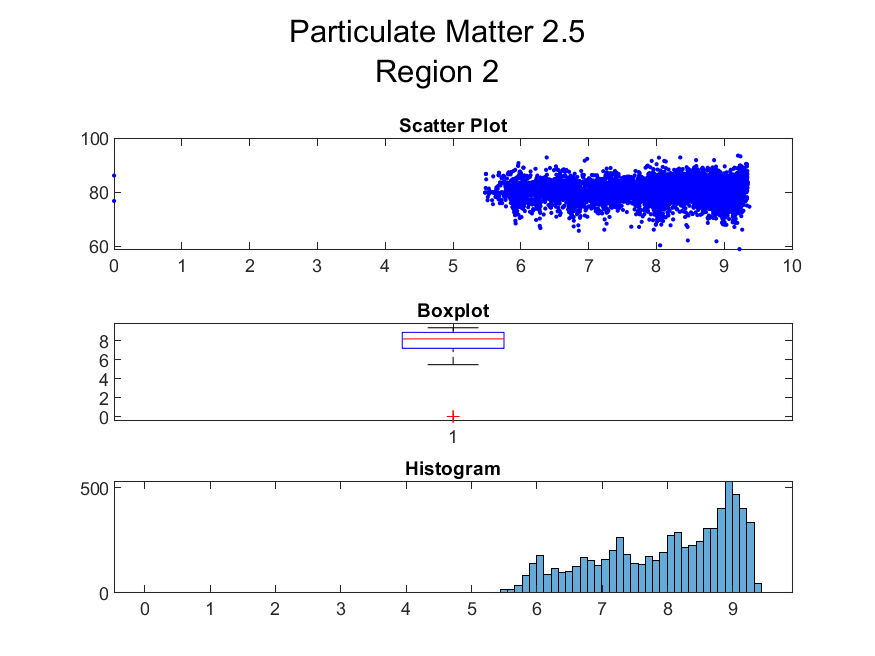 Particulate Matter 2.5
Region 2
Scatter Plot
100
80
60
0 1 2 3 4 5 6 7 8 9 10
Boxplot
8
6
4
2
0
1
Histogram
500
0
0 1 2 3 4 5 6 7 8 9